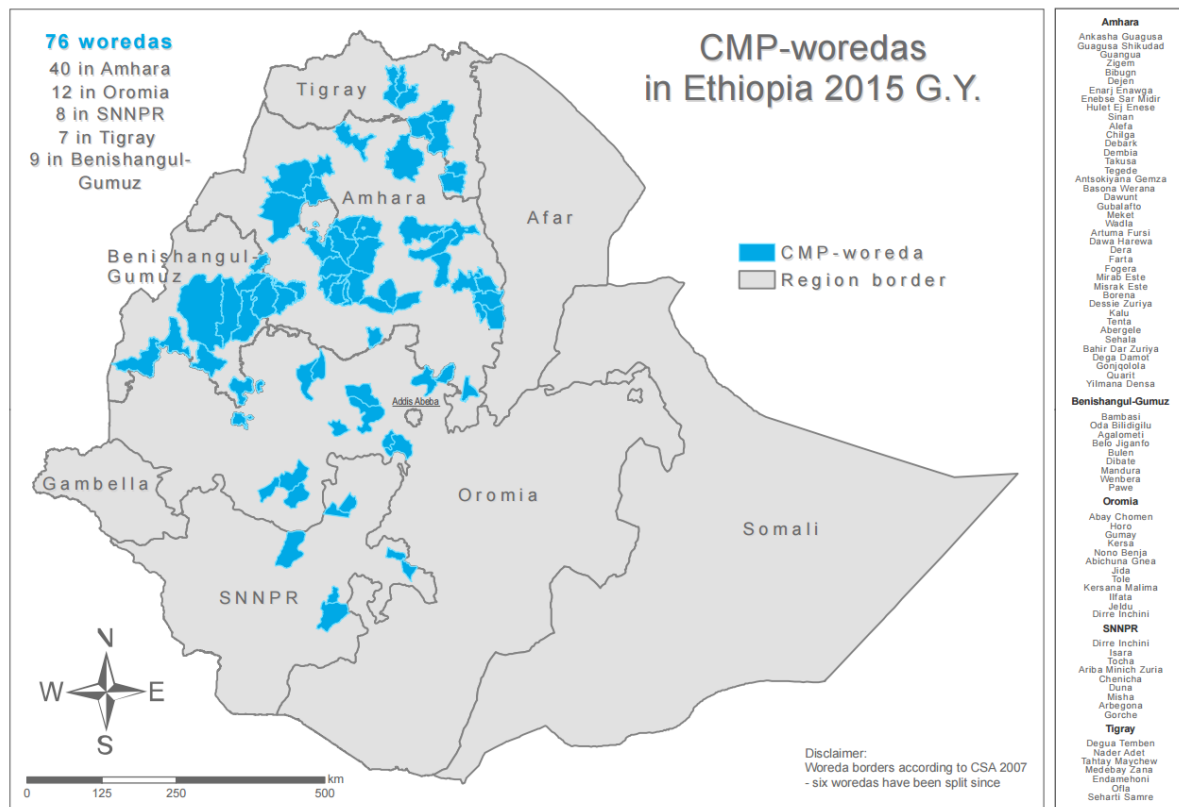 76 woredas
40 in Amhara
12 in Oromia
8 in SNNPR
7 in Tigray
9 in Benishangul-
Gumuz
CMP-woredas
in Ethiopia 2015 G.Y.
Tigray
Amhara
Afar
Benishangul-
Gumuz
CMP-woreda
Region border
Addis Abeba
Gambella
Oromia
Somali
SNNPR
N
W
E
S
km
0
125
250
500
Disclaimer:
Woreda borders according to CSA 2007
- six woredas have been split since
Amhara
Ankasha Guagusa
Guagusa Shikudad
Guangua
Zigem
Bibugn
Dejen
Enarj Enawga
Enebse Sar Midir
Hulet Ej Enese
Sinan
Alefa
Chilga
Debark
Dembia
Takusa
Tegede
Antsokiyana Gemza
Basona Werana
Dawunt
Gubalafto
Meket
Wadla
Artuma Fursi
Dawa Harewa
Dera
Farta
Fogera
Mirab Este
Misrak Este
Borena
Dessie Zuriya
Kalu
Tenta
Abergele
Sehala
Bahir Dar Zuriya
Dega Damot
Gonjqolola
Quarit
Yilmana Densa
Benishangul-Gumuz
Bambasi
Oda Bilidigilu
Agalometi
Belo Jiganfo
Bulen
Dibate
Mandura
Wenbera
Pawe
Oromia
Abay Chomen
Horo
Gumay
Kersa
Nono Benja
Abichuna Gnea
Jida
Tole
Kersana Malima
Ilfata
Jeldu
Dirre Inchini
SNNPR
Dirre Inchini
Isara
Tocha
Ariba Minich Zuria
Chenicha
Duna
Misha
Arbegona
Gorche
Tigray
Degua Temben
Nader Adet
Tahtay Maychew
Medebay Zana
Endamehoni
Ofla
Seharti Samre